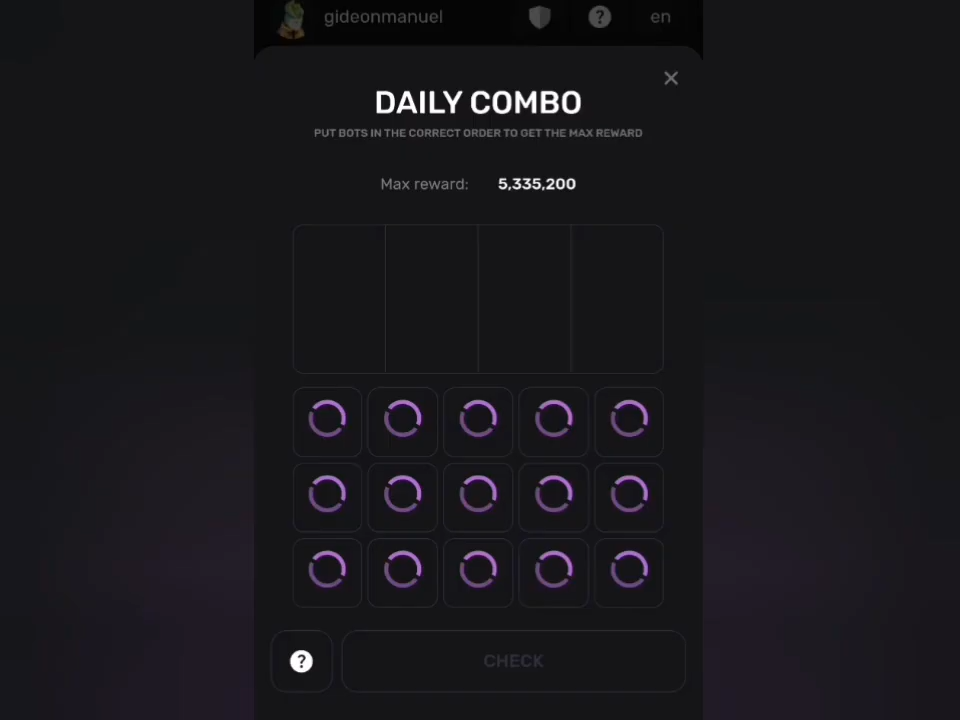 gideonmanuel
?
en
DAILY COMBO
PUT BOTS IN THE CORRECT ORDER TO GET THE MAX REWARD
Max reward: 5,335,200
?
CHECK